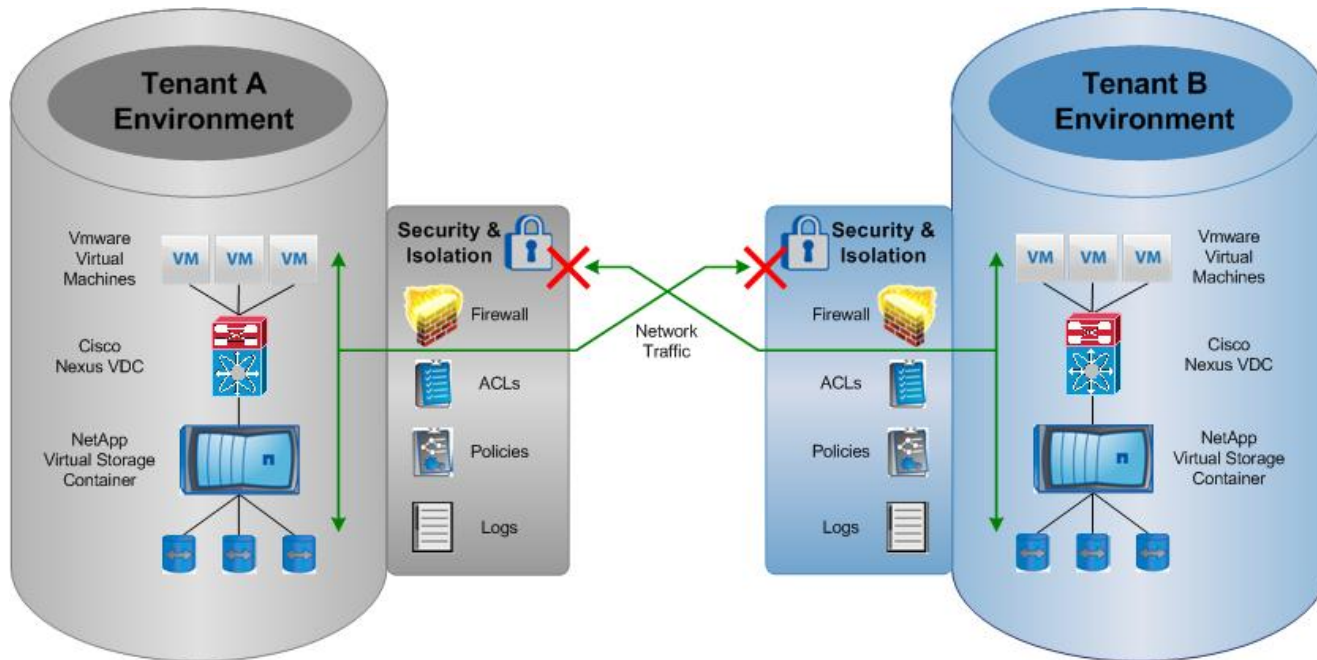 Tenant A
Environment
Vmware
Virtual
Machines
VM VM VM
Cisco
Nexus VDC
NetApp
Virtual Storage
Container
n
Security &
Isolation
Firewall
ACLs
Policies
Logs
Network
Traffic
Security &
Isolation
Firewall
ACLs
Policies
Logs
Tenant B
Environment
VM VM VM
Vmware
Virtual
Machines
Cisco
Nexus VDC
n
NetApp
Virtual Storage
Container